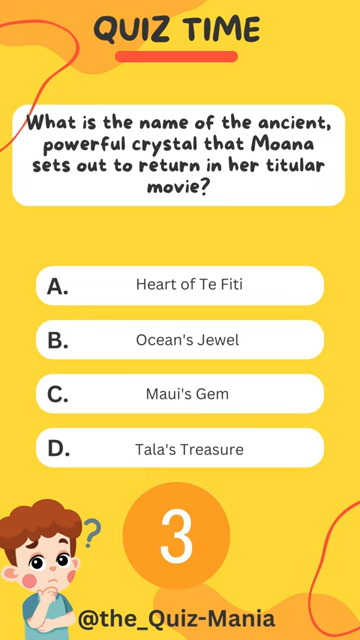 QUIZ TIME
What is the name of the ancient,
powerful crystal that Moana
sets out to return in her titular
movie?
A. Heart of Te Fiti
B. Ocean's Jewel
C. Maui's Gem
D. Tala's Treasure
?
3
@the_Quiz-Mania